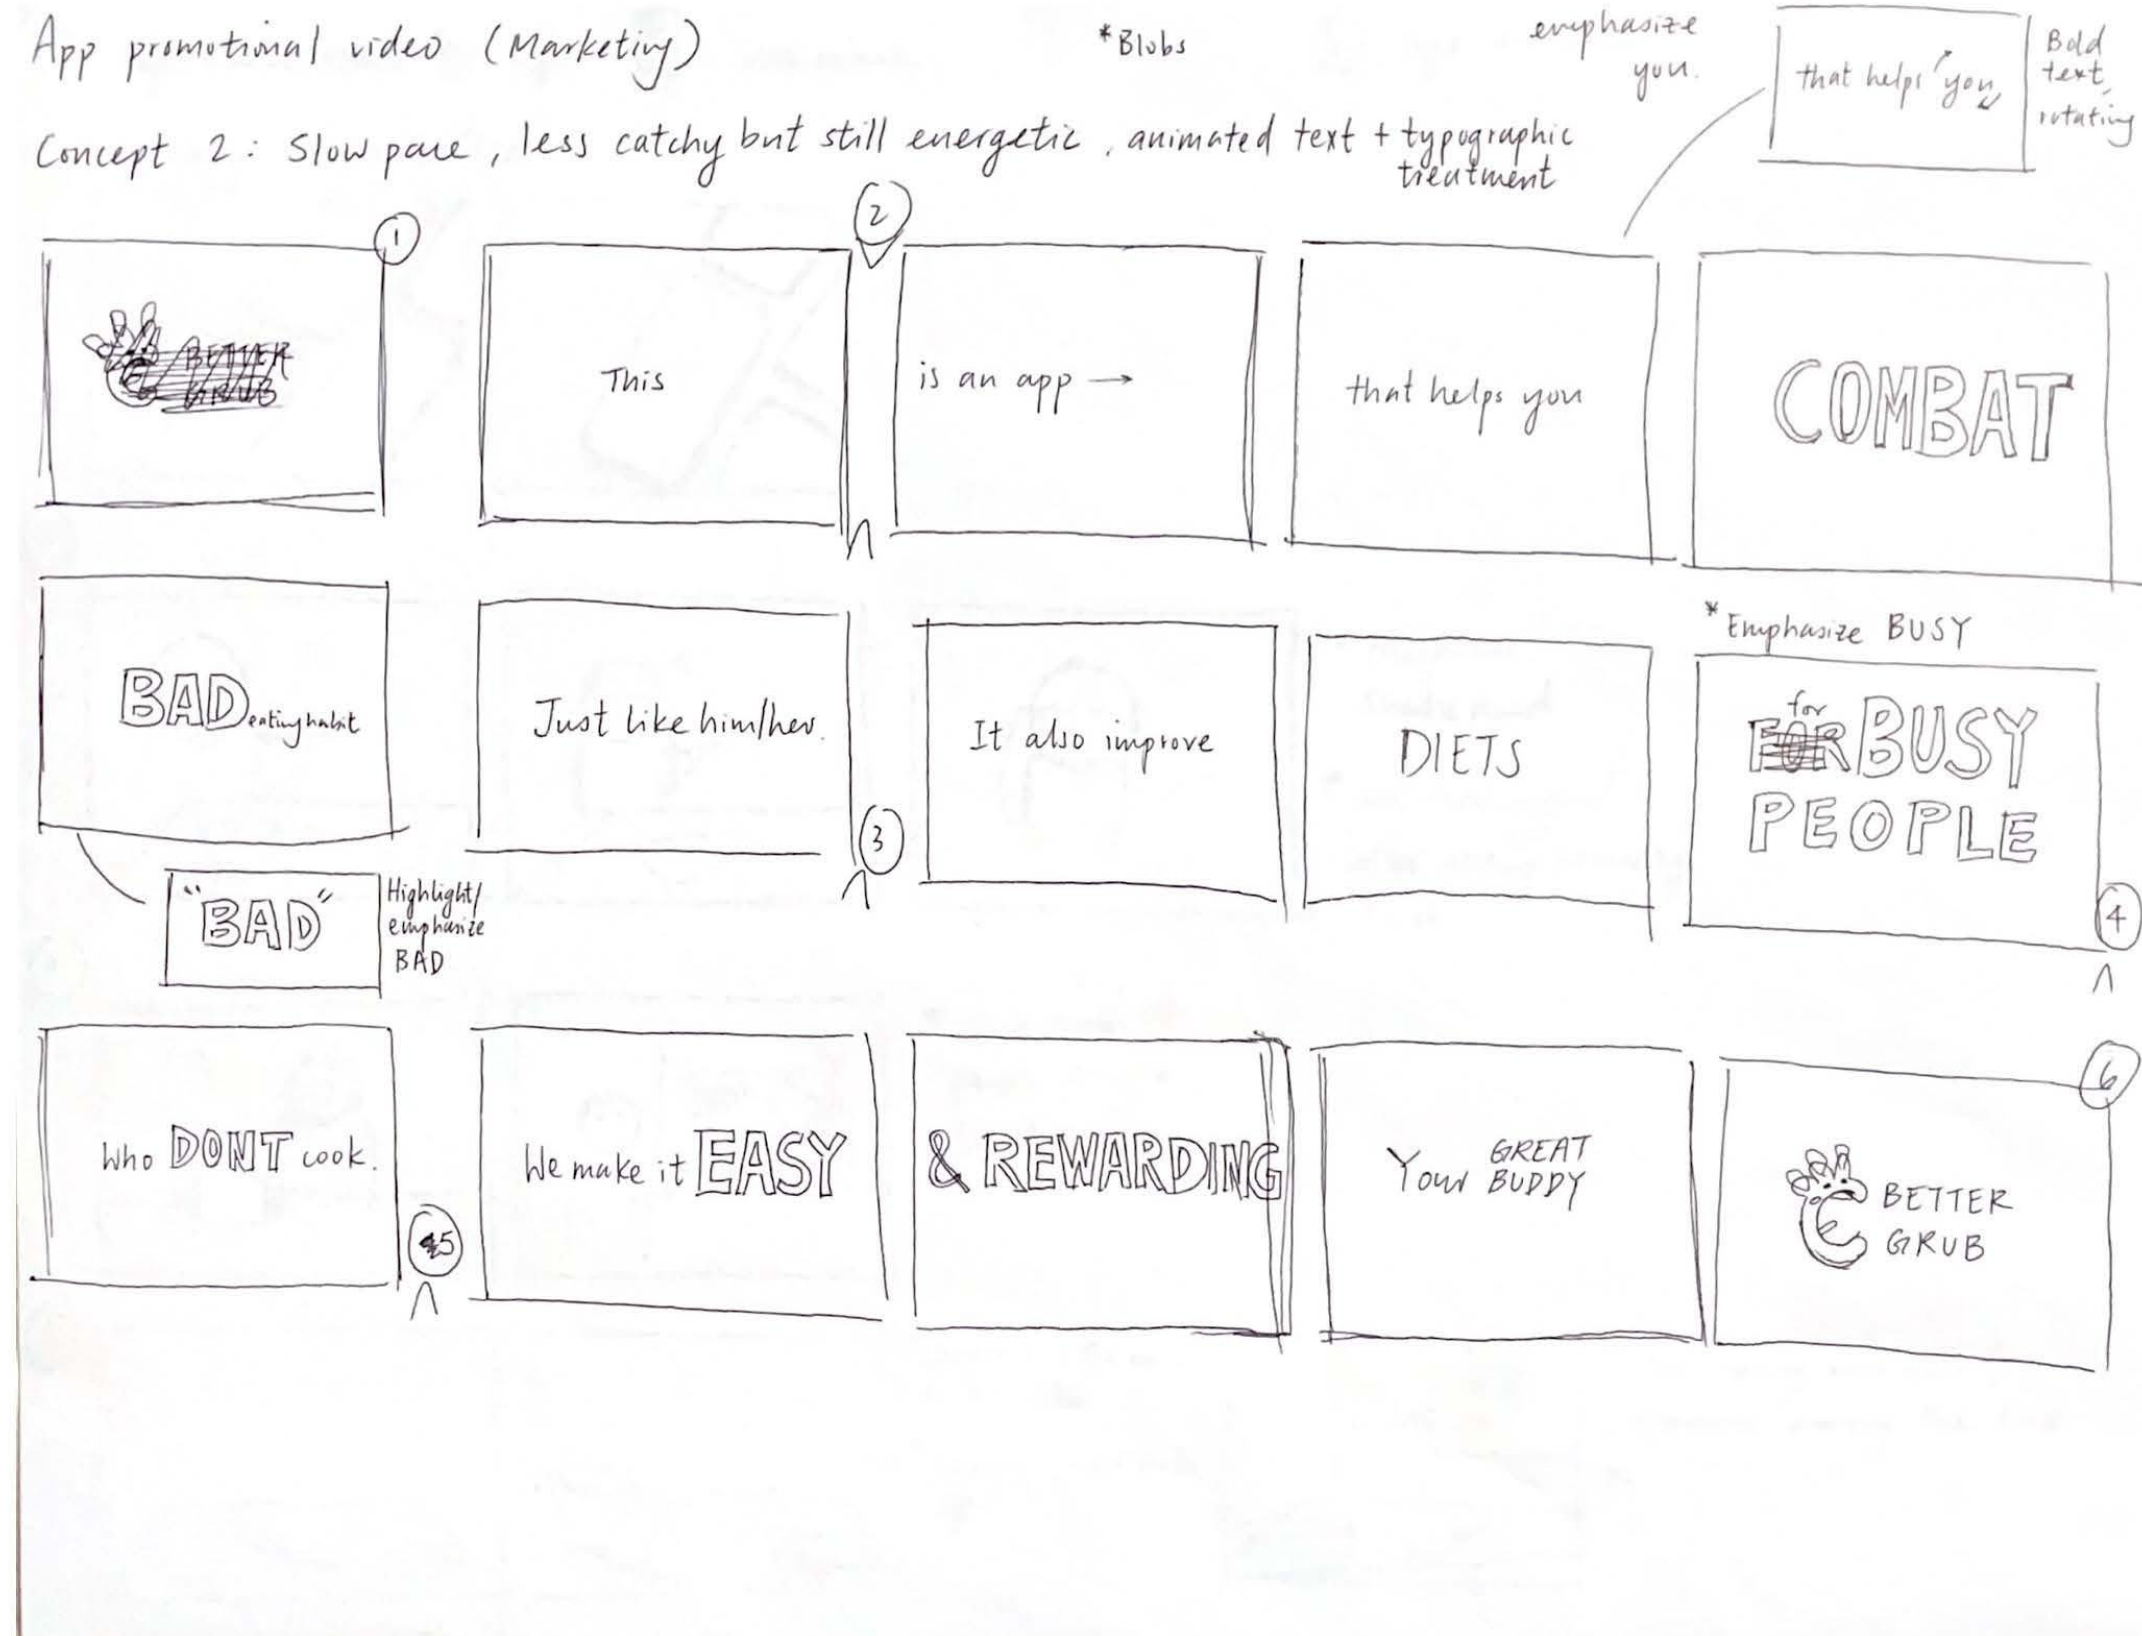 App promotional video (Marketing)
*Blobs
emphasize
you.
that helps you
Bold
text,
rotating
Concept 2: Slow pace, less catchy but still energetic, animated text + typographic
treatment
1
BETTER
GRUB
This
2
is an app →
that helps you
COMBAT
BAD eating habit
"BAD"
Highlight/
emphasize
BAD
Just like him/her.
3
It also improve
DIETS
*Emphasize BUSY
for
FOR BUSY
PEOPLE
4
Who DONT cook.
5
We make it EASY
& REWARDING
Your GREAT
BUDDY
6
BETTER
GRUB